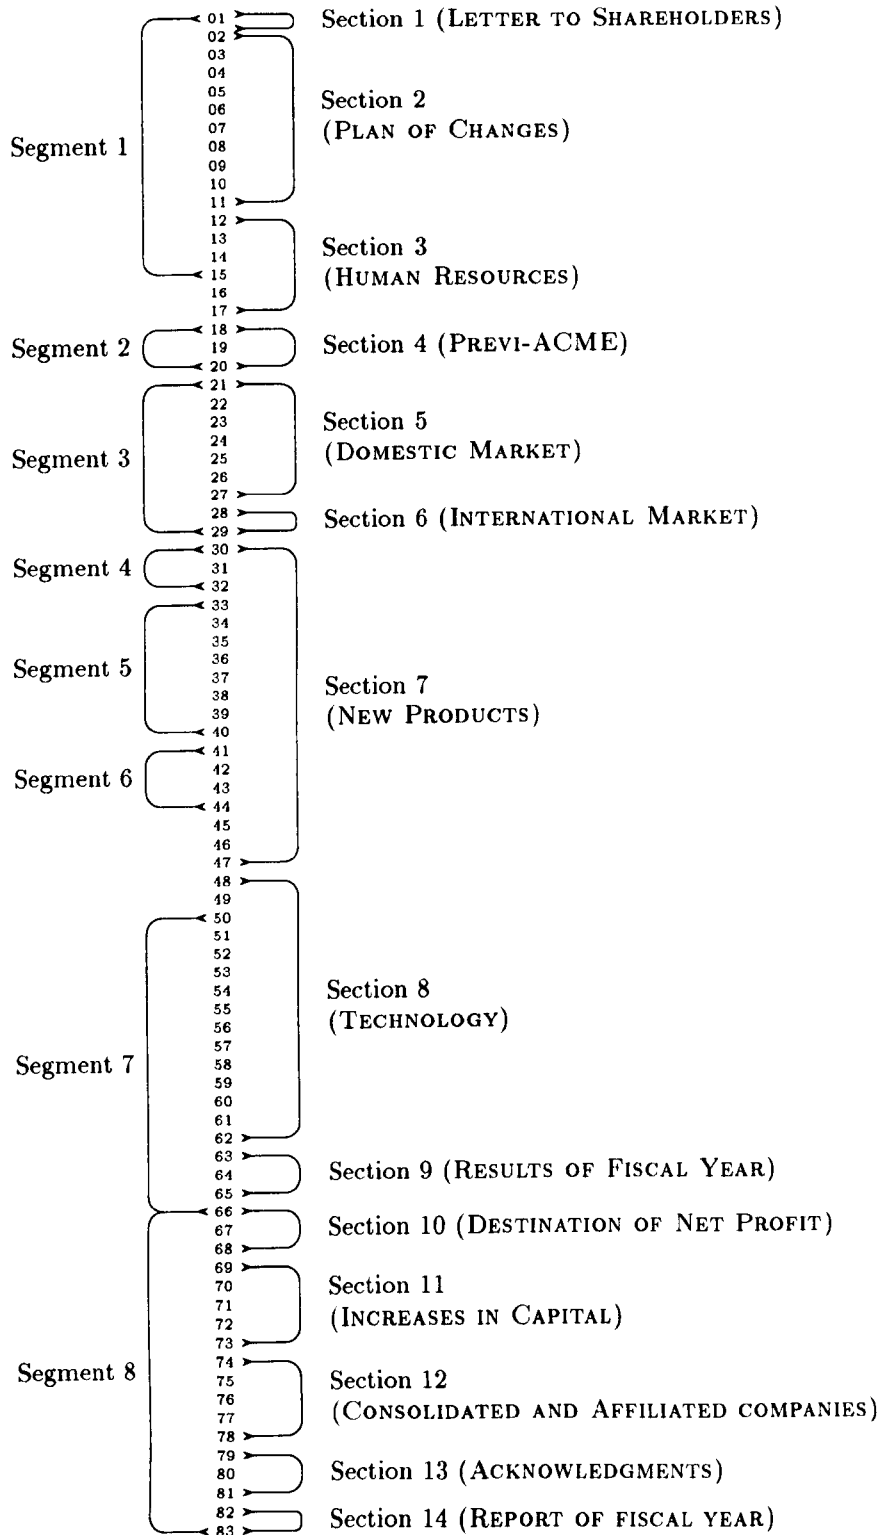 01 Section 1 (LETTER TO SHAREHOLDERS)
02
03
04
05
Section 2
06
07
(PLAN OF CHANGES)
Segment 1
08
09
10
11
12
13
Section 3
14
(HUMAN RESOURCES)
15
16
17
18
Segment 2 19 Section 4 (PREVI-ACME)
20
21
22
23
Section 5
24
(DOMESTIC MARKET)
Segment 3 25
26
27
28
Section 6 (INTERNATIONAL MARKET)
29
30
Segment 4 31
32
33
34
35
36
Segment 5 37
Section 7
38
(NEW PRODUCTS)
39
40
41
42
Segment 6
43
44
45
46
47
48
49
50
51
52
53
54
Section 8
55
(TECHNOLOGY)
56
57
Segment 7 58
59
60
61
62
63
64 Section 9 (RESULTS OF FISCAL YEAR)
65
66
67 Section 10 (DESTINATION OF NET PROFIT)
68
69
70
Section 11
71
(INCREASES IN CAPITAL)
72
73
74
Segment 8
75
Section 12
76
(CONSOLIDATED AND AFFILIATED COMPANIES)
77
78
79
80 Section 13 (ACKNOWLEDGMENTS)
81
82
Section 14 (REPORT OF FISCAL YEAR)
83